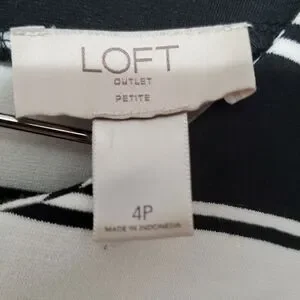 LOFT
OUTLET
PETITE
4P
MADE IN INDONESIA